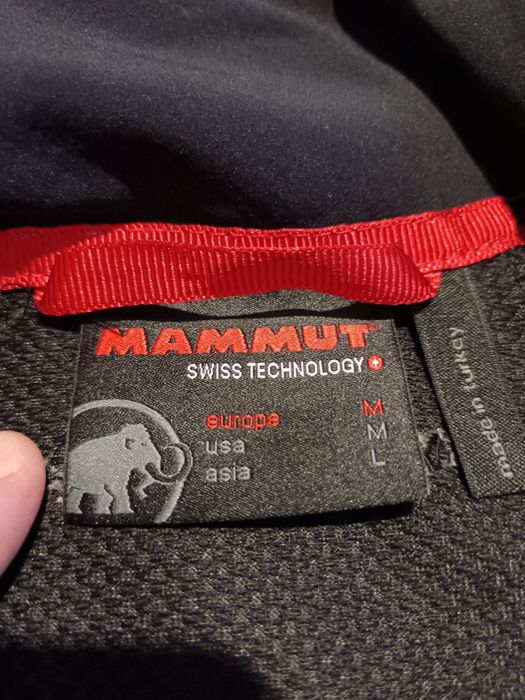 MAMMUT
SWISS TECHNOLOGY
europe M
usa M
asia L
made in turkey